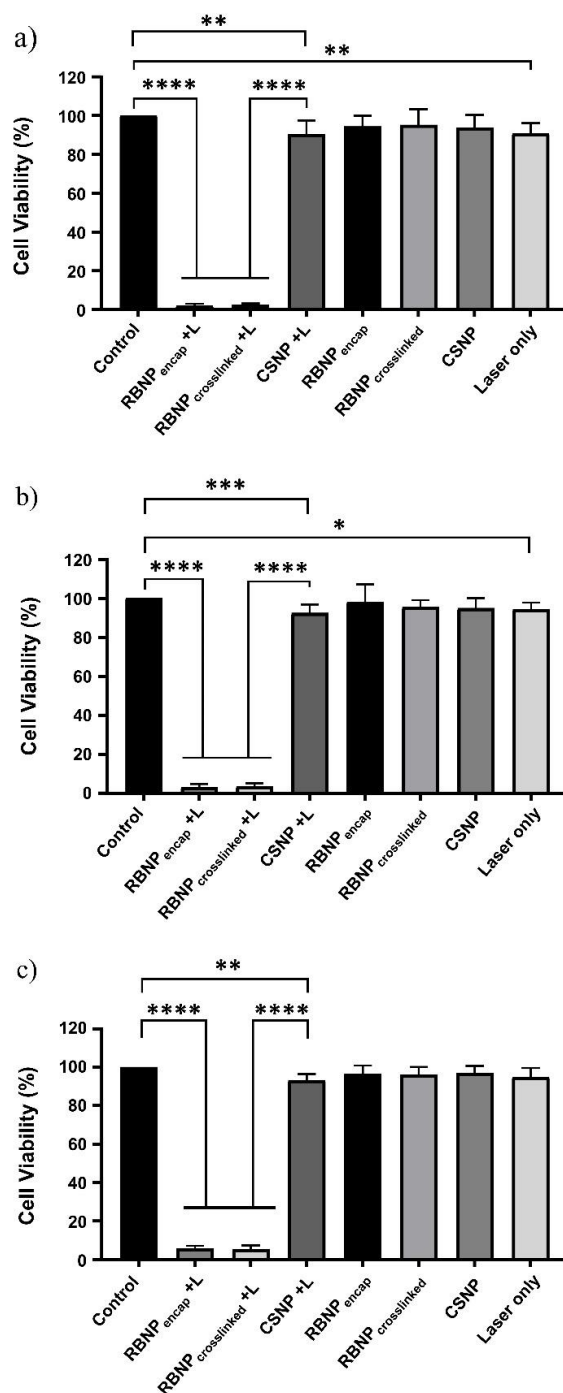 a)
**
**
****
****
120
100
80
60
40
20
0
Cell Viability (%)
Control
RBNP encap +L
RBNP crosslinked +L
CSNP +L
RBNP encap
RBNP crosslinked
CSNP
Laser only
b)
***
*
****
****
120
100
80
60
40
20
0
Cell Viability (%)
Control
RBNP encap +L
RBNP crosslinked +L
CSNP +L
RBNP encap
RBNP crosslinked
CSNP
Laser only
c)
**
****
****
120
100
80
60
40
20
0
Cell Viability (%)
Control
RBNP encap +L
RBNP crosslinked +L
CSNP +L
RBNP encap
RBNP crosslinked
CSNP
Laser only